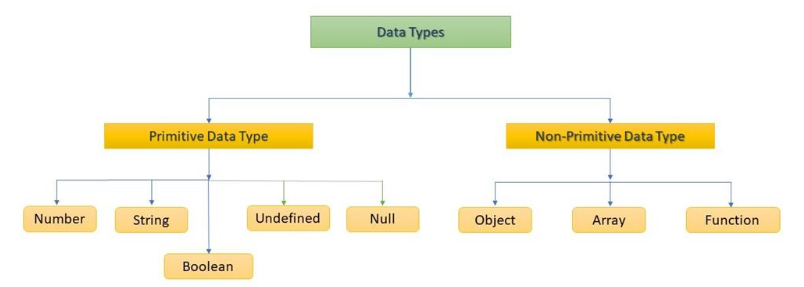 Data Types
Primitive Data Type
Non-Primitive Data Type
Number
String
Undefined
Null
Object
Array
Function
Boolean